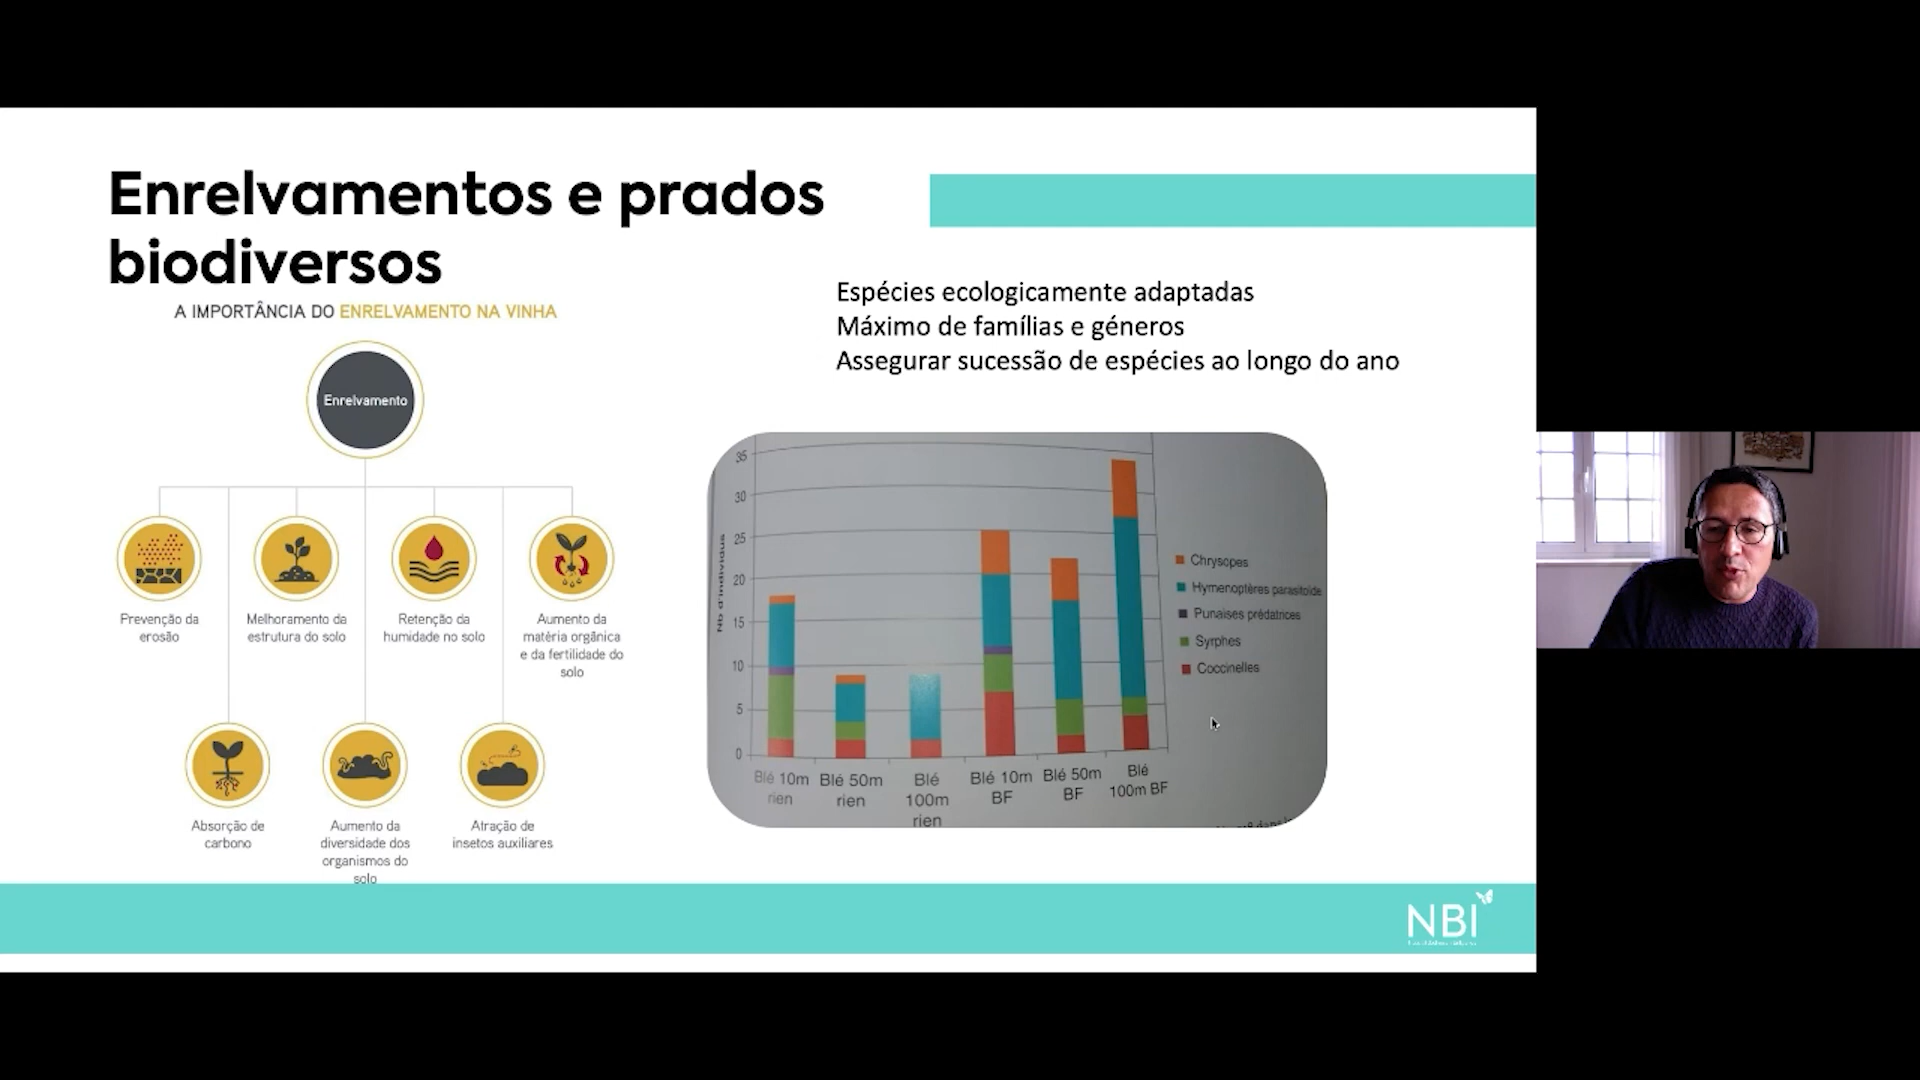 Enrelvamentos e prados
biodiversos
A IMPORTÂNCIA DO ENRELVAMENTO NA VINHA
Enrelvamento
Prevenção da
erosão
Melhoramento da
estrutura do solo
Retenção da
humidade no solo
Aumento da
matéria orgânica
e da fertilidade do
solo
Absorção de
carbono
Aumento da
diversidade dos
organismos do
solo
Atração de
insetos auxiliares
Espécies ecologicamente adaptadas
Máximo de famílias e géneros
Assegurar sucessão de espécies ao longo do ano
Nb d'individus
35
30
25
20
15
10
5
0
Blé 10m
rien
Blé 50m
rien
Blé
100m
rien
Blé 10m
BF
Blé 50m
BF
Blé
100m BF
Chrysopes
Hymenoptères parasitoïde
Punaises prédatrices
Syrphes
Coccinelles
NBI